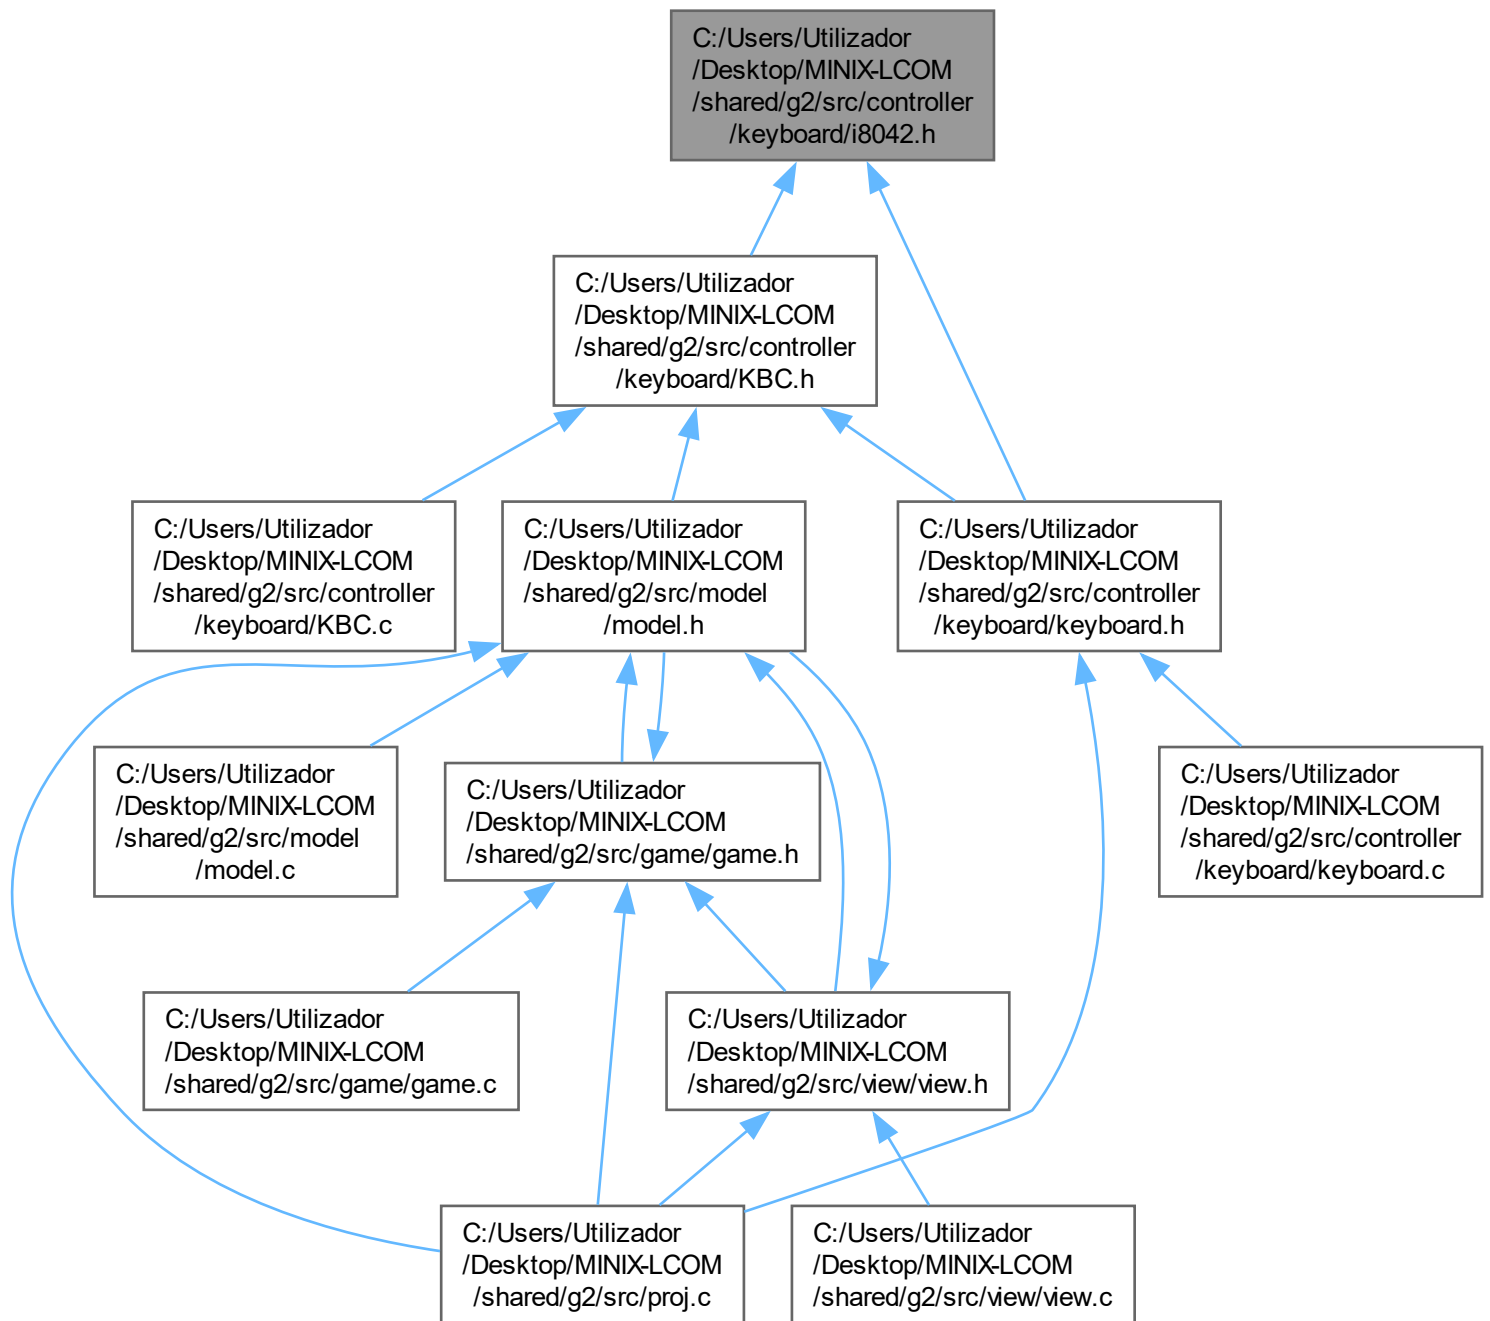 C:/Users/Utilizador
/Desktop/MINIX-LCOM
/shared/g2/src/controller
/keyboard/i8042.h
C:/Users/Utilizador
/Desktop/MINIX-LCOM
/shared/g2/src/controller
/keyboard/KBC.h
C:/Users/Utilizador
/Desktop/MINIX-LCOM
/shared/g2/src/controller
/keyboard/KBC.c
C:/Users/Utilizador
/Desktop/MINIX-LCOM
/shared/g2/src/model
/model.h
C:/Users/Utilizador
/Desktop/MINIX-LCOM
/shared/g2/src/controller
/keyboard/keyboard.h
C:/Users/Utilizador
/Desktop/MINIX-LCOM
/shared/g2/src/model
/model.c
C:/Users/Utilizador
/Desktop/MINIX-LCOM
/shared/g2/src/game/game.h
C:/Users/Utilizador
/Desktop/MINIX-LCOM
/shared/g2/src/controller
/keyboard/keyboard.c
C:/Users/Utilizador
/Desktop/MINIX-LCOM
/shared/g2/src/game/game.c
C:/Users/Utilizador
/Desktop/MINIX-LCOM
/shared/g2/src/view/view.h
C:/Users/Utilizador
/Desktop/MINIX-LCOM
/shared/g2/src/proj.c
C:/Users/Utilizador
/Desktop/MINIX-LCOM
/shared/g2/src/view/view.c